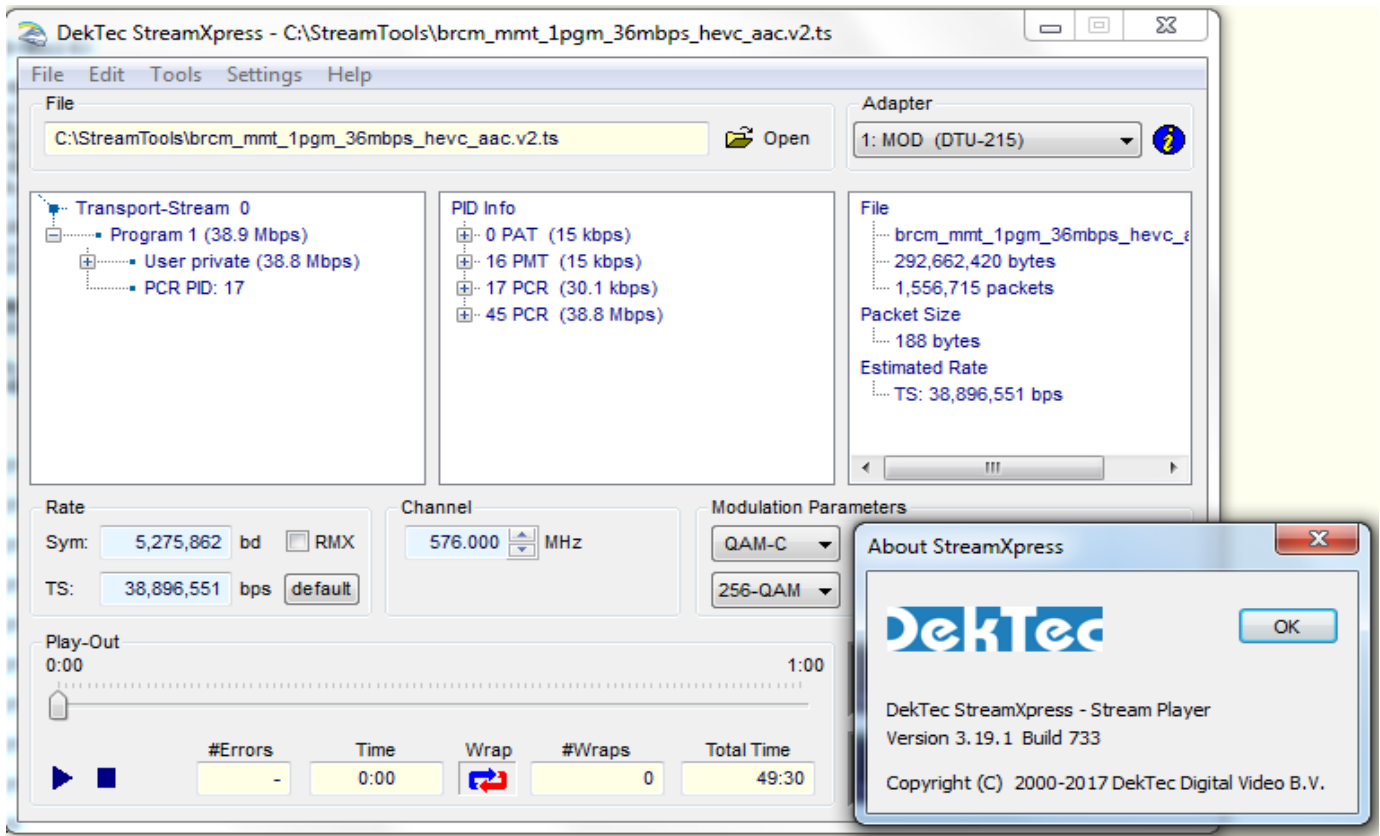 DekTec StreamXpress - C:\StreamTools\brcm_mmt_1pgm_36mbps_hevc_aac.v2.ts
File Edit Tools Settings Help
File
C:\StreamTools\brcm_mmt_1pgm_36mbps_hevc_aac.v2.ts
Open
Adapter
1: MOD (DTU-215)
Transport-Stream 0
Program 1 (38.9 Mbps)
User private (38.8 Mbps)
PCR PID: 17
PID Info
0 PAT (15 kbps)
16 PMT (15 kbps)
17 PCR (30.1 kbps)
45 PCR (38.8 Mbps)
File
brcm_mmt_1pgm_36mbps_hevc_
292,662,420 bytes
1,556,715 packets
Packet Size
188 bytes
Estimated Rate
TS: 38,896,551 bps
Rate
Sym: 5,275,862 bd RMX
TS: 38,896,551 bps default
Channel
576.000 MHz
Modulation Parameters
QAM-C
256-QAM
Play-Out
0:00 1:00
#Errors Time Wrap #Wraps Total Time
- 0:00 0 49:30
About StreamXpress
DekTec
OK
DekTec StreamXpress - Stream Player
Version 3.19.1 Build 733
Copyright (C) 2000-2017 DekTec Digital Video B.V.